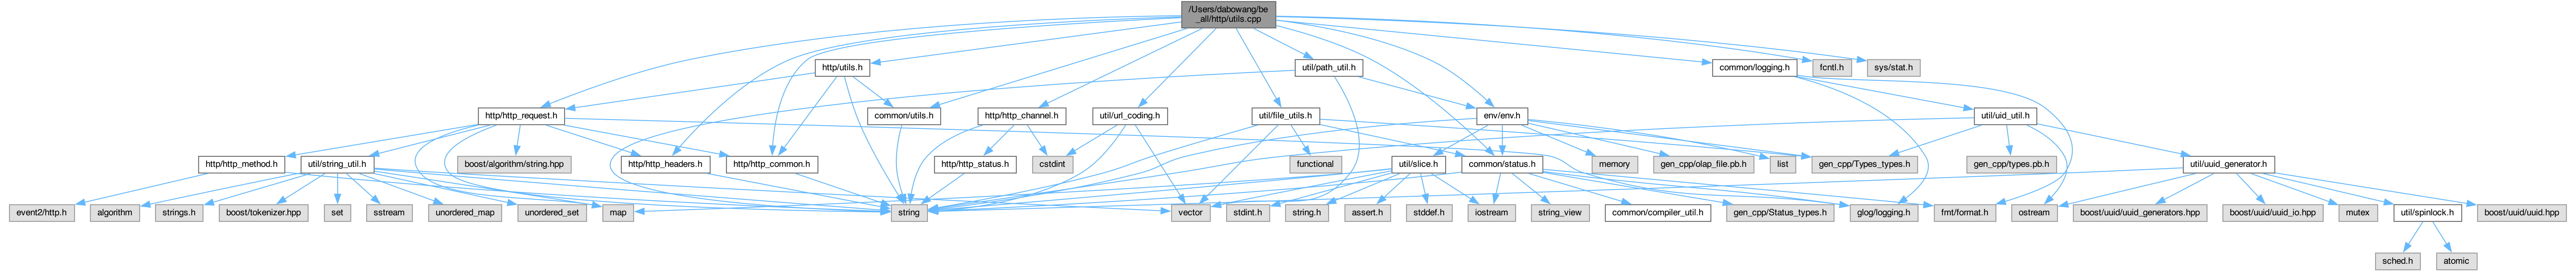 /Users/dabowang/be
_all/http/utils.cpp
http/utils.h
util/path_util.h
common/logging.h
fcntl.h
sys/stat.h
http/http_request.h
common/utils.h
http/http_channel.h
util/url_coding.h
util/file_utils.h
env/env.h
util/uid_util.h
http/http_method.h
util/string_util.h
boost/algorithm/string.hpp
http/http_headers.h
http/http_common.h
http/http_status.h
cstdint
functional
util/slice.h
common/status.h
memory
gen_cpp/olap_file.pb.h
list
gen_cpp/Types_types.h
gen_cpp/types.pb.h
util/uuid_generator.h
event2/http.h
algorithm
strings.h
boost/tokenizer.hpp
set
sstream
unordered_map
unordered_set
map
string
vector
stdint.h
string.h
assert.h
stddef.h
iostream
string_view
common/compiler_util.h
gen_cpp/Status_types.h
glog/logging.h
fmt/format.h
ostream
boost/uuid/uuid_generators.hpp
boost/uuid/uuid_io.hpp
mutex
util/spinlock.h
boost/uuid/uuid.hpp
sched.h
atomic